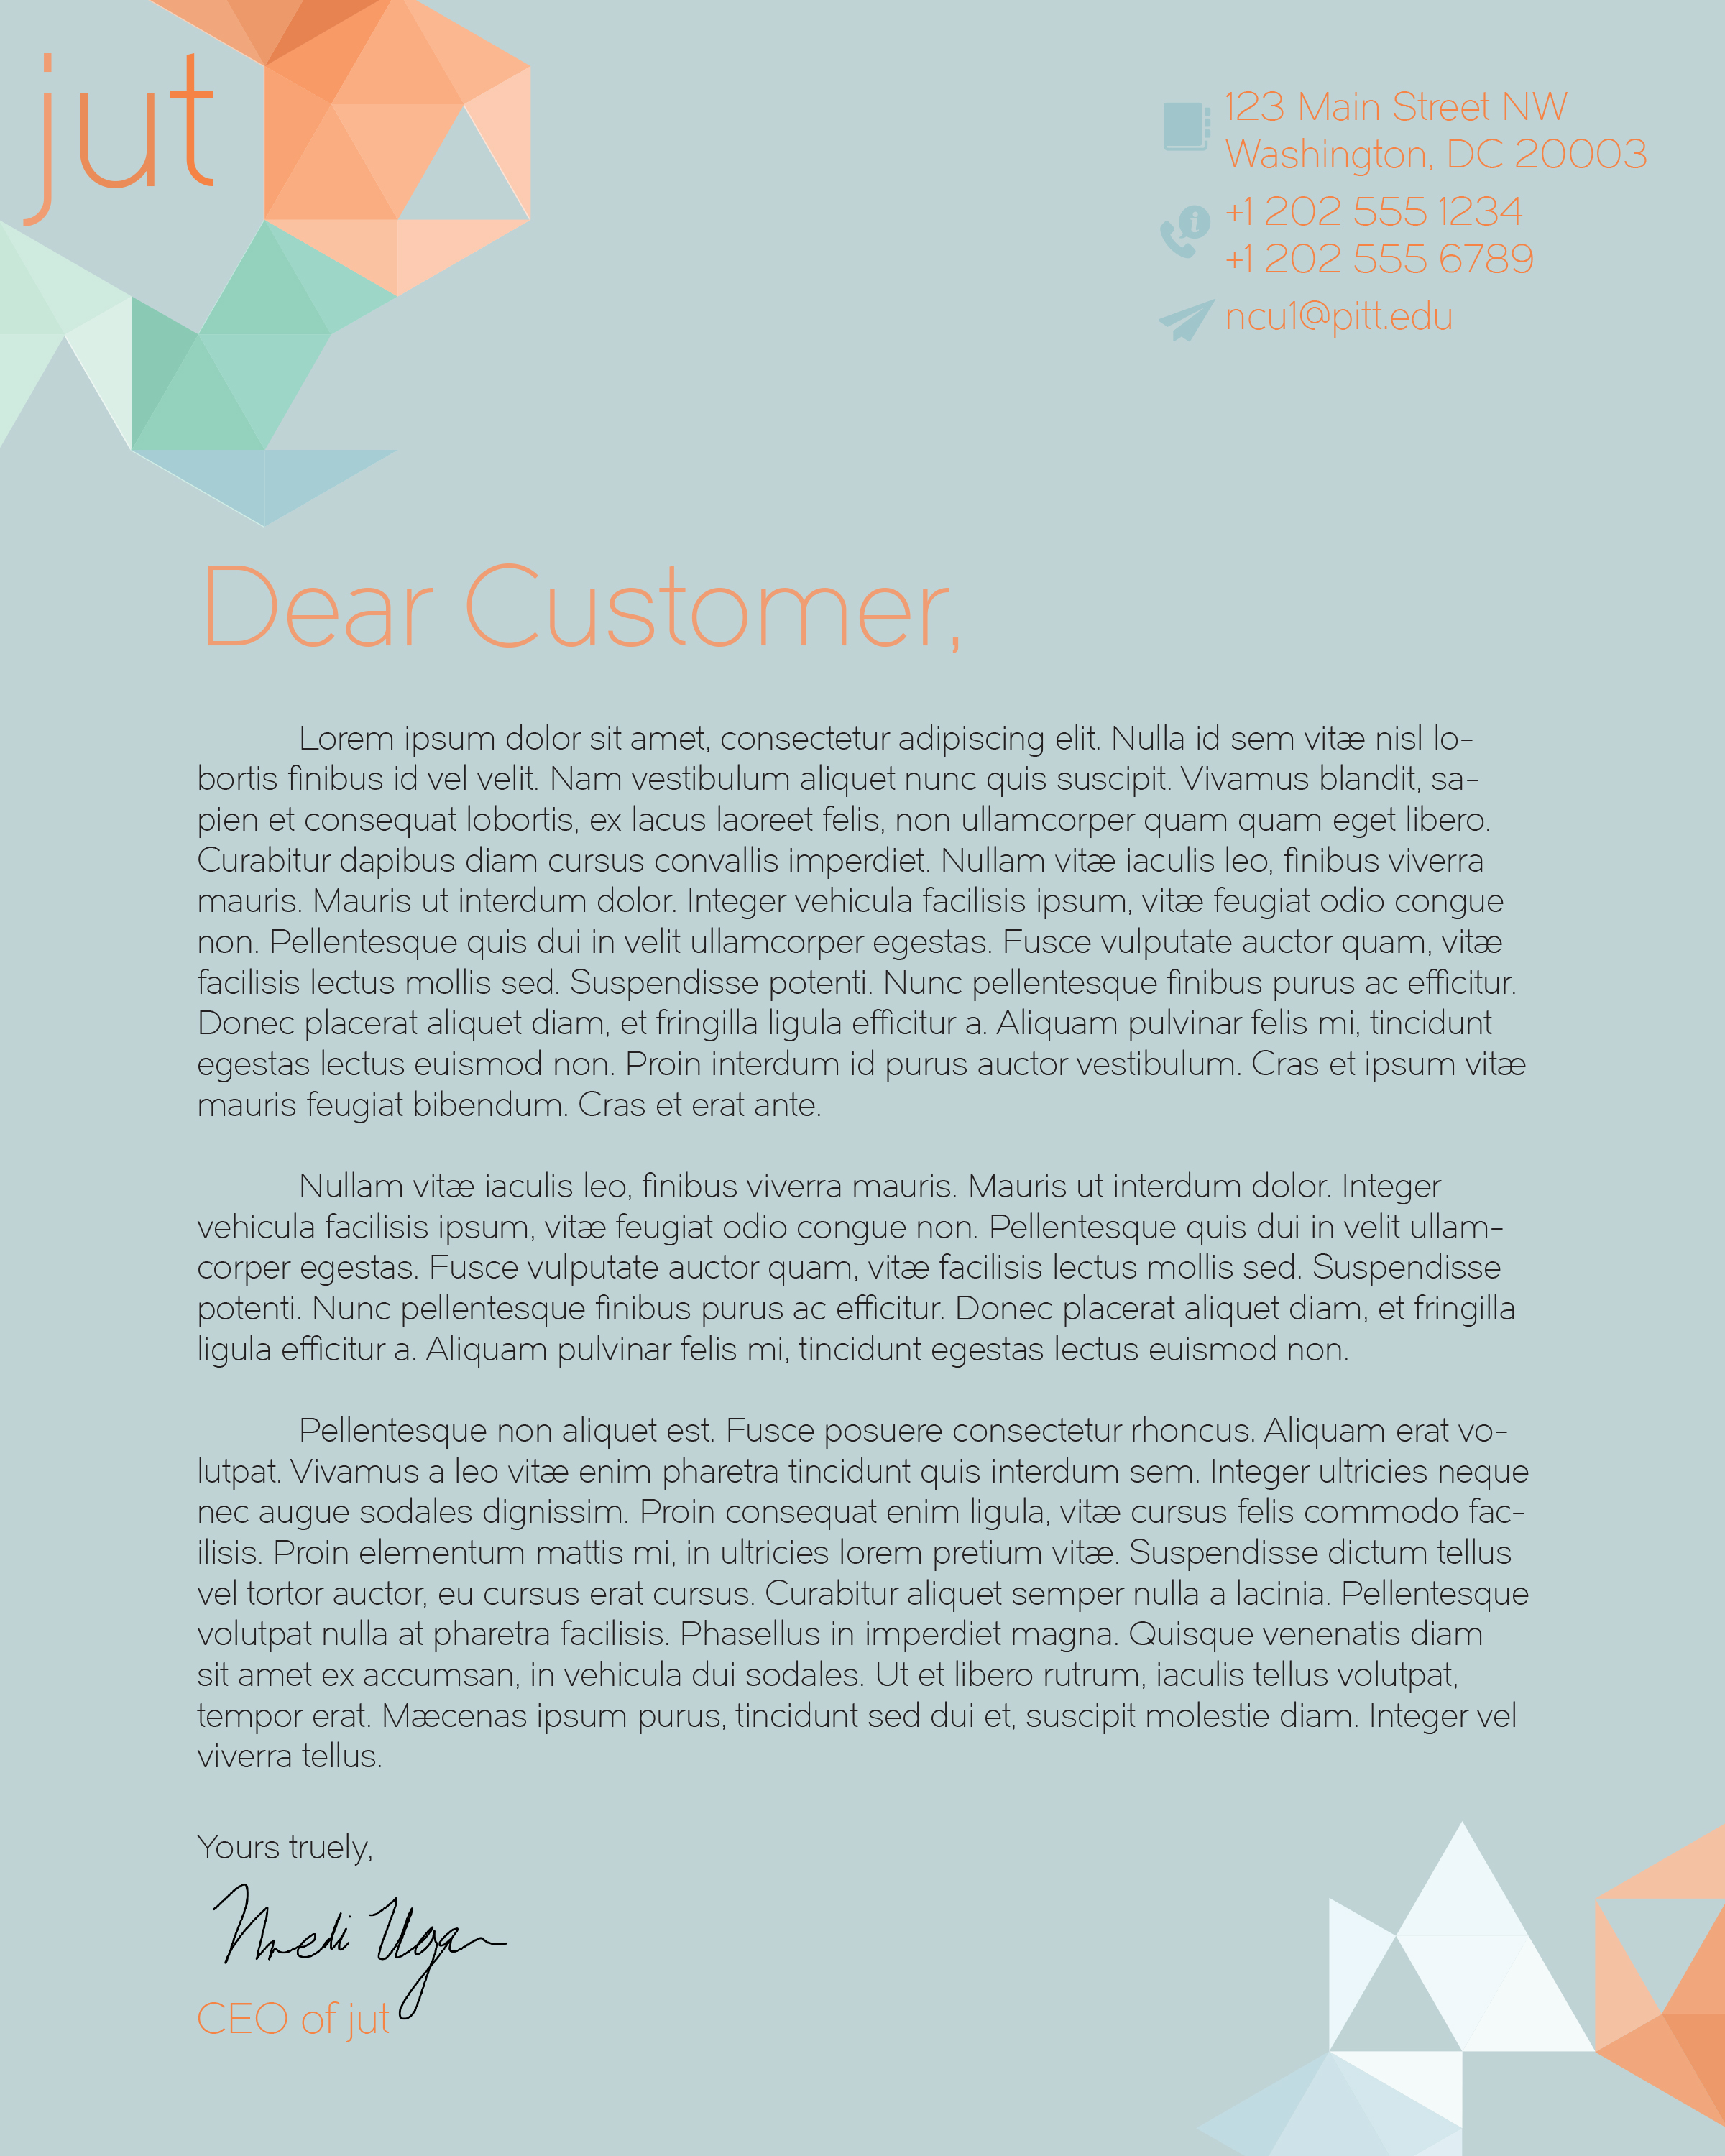 jut
123 Main Street NW
Washington, DC 20003
+1 202 555 1234
+1 202 555 6789
ncu1@pitt.edu
Dear Customer,
Lorem ipsum dolor sit amet, consectetur adipiscing elit. Nulla id sem vitæ nisl lo-
bortis finibus id vel velit. Nam vestibulum aliquet nunc quis suscipit. Vivamus blandit, sa-
pien et consequat lobortis, ex lacus laoreet felis, non ullamcorper quam quam eget libero.
Curabitur dapibus diam cursus convallis imperdiet. Nullam vitæ iaculis leo, finibus viverra
mauris. Mauris ut interdum dolor. Integer vehicula facilisis ipsum, vitæ feugiat odio congue
non. Pellentesque quis dui in velit ullamcorper egestas. Fusce vulputate auctor quam, vitæ
facilisis lectus mollis sed. Suspendisse potenti. Nunc pellentesque finibus purus ac efficitur.
Donec placerat aliquet diam, et fringilla ligula efficitur a. Aliquam pulvinar felis mi, tincidunt
egestas lectus euismod non. Proin interdum id purus auctor vestibulum. Cras et ipsum vitæ
mauris feugiat bibendum. Cras et erat ante.
Nullam vitæ iaculis leo, finibus viverra mauris. Mauris ut interdum dolor. Integer
vehicula facilisis ipsum, vitæ feugiat odio congue non. Pellentesque quis dui in velit ullam-
corper egestas. Fusce vulputate auctor quam, vitæ facilisis lectus mollis sed. Suspendisse
potenti. Nunc pellentesque finibus purus ac efficitur. Donec placerat aliquet diam, et fringilla
ligula efficitur a. Aliquam pulvinar felis mi, tincidunt egestas lectus euismod non.
Pellentesque non aliquet est. Fusce posuere consectetur rhoncus. Aliquam erat vo-
lutpat. Vivamus a leo vitæ enim pharetra tincidunt quis interdum sem. Integer ultricies neque
nec augue sodales dignissim. Proin consequat enim ligula, vitæ cursus felis commodo fac-
ilisis. Proin elementum mattis mi, in ultricies lorem pretium vitæ. Suspendisse dictum tellus
vel tortor auctor, eu cursus erat cursus. Curabitur aliquet semper nulla a lacinia. Pellentesque
volutpat nulla at pharetra facilisis. Phasellus in imperdiet magna. Quisque venenatis diam
sit amet ex accumsan, in vehicula dui sodales. Ut et libero rutrum, iaculis tellus volutpat,
tempor erat. Mæcenas ipsum purus, tincidunt sed dui et, suscipit molestie diam. Integer vel
viverra tellus.
Yours truely,
CEO of jut